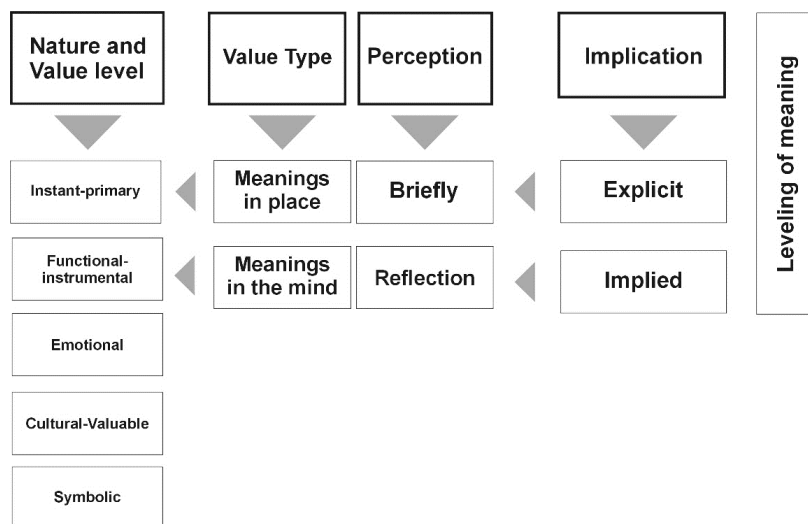 Nature and
Value level
Value Type
Perception
Implication
Leveling of meaning
Instant-primary
Meanings
in place
Briefly
Explicit
Functional-
instrumental
Meanings
in the mind
Reflection
Implied
Emotional
Cultural-Valuable
Symbolic